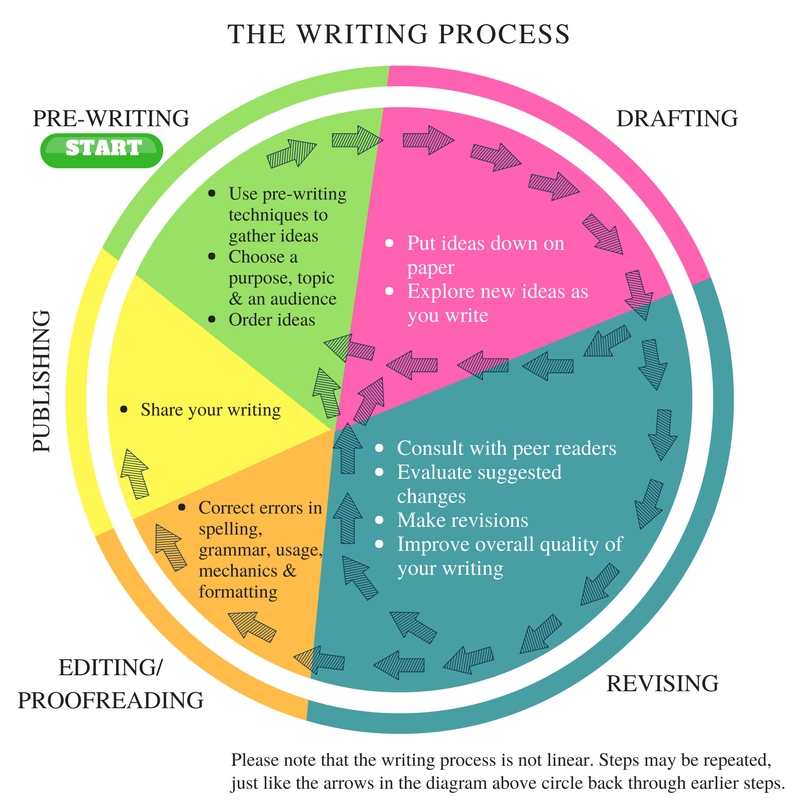 THE WRITING PROCESS
PRE-WRITING
START
DRAFTING
• Use pre-writing
techniques to
gather ideas
• Choose a
purpose, topic
& an audience
• Order ideas
• Put ideas down on
paper
• Explore new ideas as
you write
PUBLISHING
• Share your writing
• Consult with peer readers
• Evaluate suggested
changes
• Make revisions
• Improve overall quality of
your writing
• Correct errors in
spelling,
grammar, usage,
mechanics &
formatting
EDITING/
PROOFREADING
REVISING
Please note that the writing process is not linear. Steps may be repeated,
just like the arrows in the diagram above circle back through earlier steps.